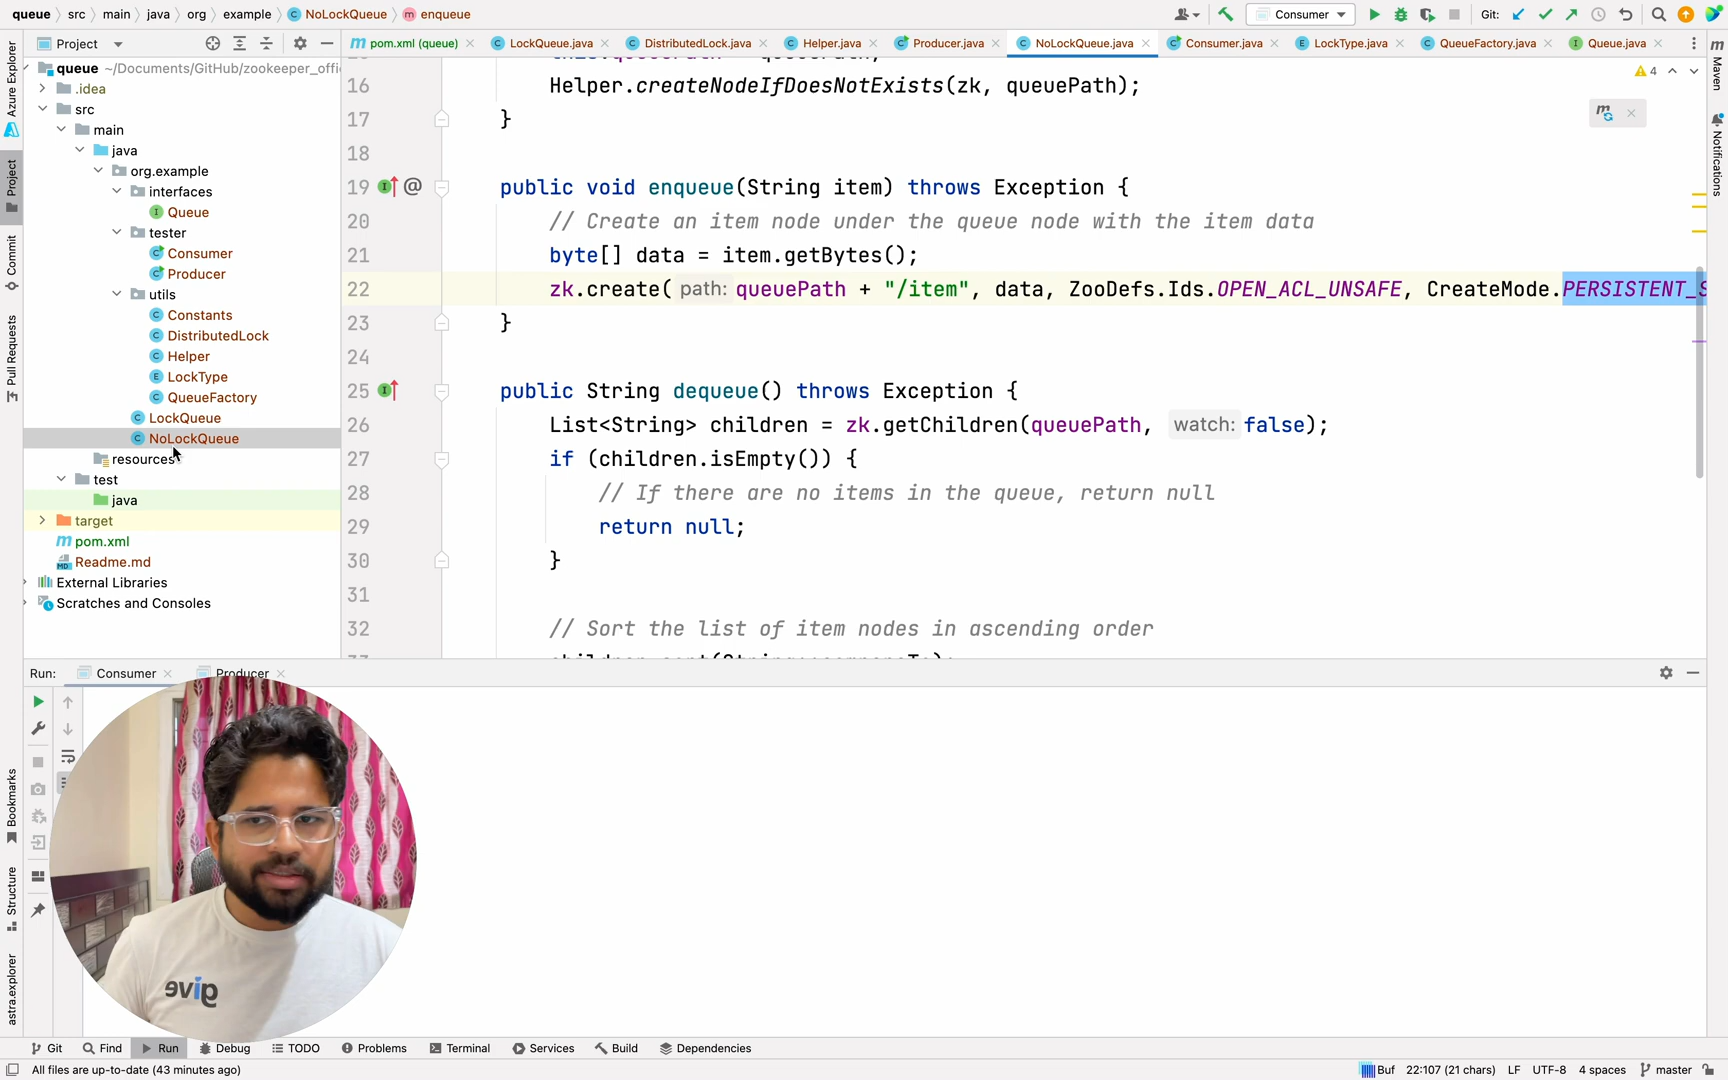 queue src main java org example NoLockQueue enqueue Consumer Git:
Project
pom.xml (queue) LockQueue.java DistributedLock.java Helper.java Producer.java NoLockQueue.java Consumer.java LockType.java QueueFactory.java Queue.java
Azure Explorer
Project
Commit
Pull Requests
Bookmarks
Structure
astra.explorer
Maven
Notifications
queue ~/Documents/GitHub/zookeeper_offi
.idea
src
main
java
org.example
interfaces
Queue
tester
Consumer
Producer
utils
Constants
DistributedLock
Helper
LockType
QueueFactory
LockQueue
NoLockQueue
resources
test
java
target
pom.xml
Readme.md
External Libraries
Scratches and Consoles
4
16 Helper.createNodeIfDoesNotExists(zk, queuePath);
17 }
18
19 public void enqueue(String item) throws Exception {
20 // Create an item node under the queue node with the item data
21 byte[] data = item.getBytes();
22 zk.create( path: queuePath + "/item", data, ZooDefs.Ids.OPEN_ACL_UNSAFE, CreateMode.PERSISTENT_S
23 }
24
25 public String dequeue() throws Exception {
26 List<String> children = zk.getChildren(queuePath, watch: false);
27 if (children.isEmpty()) {
28 // If there are no items in the queue, return null
29 return null;
30 }
31
32 // Sort the list of item nodes in ascending order
Run: Consumer Producer
give
Git Find Run Debug TODO Problems Terminal Services Build Dependencies
All files are up-to-date (43 minutes ago) Buf 22:107 (21 chars) LF UTF-8 4 spaces master